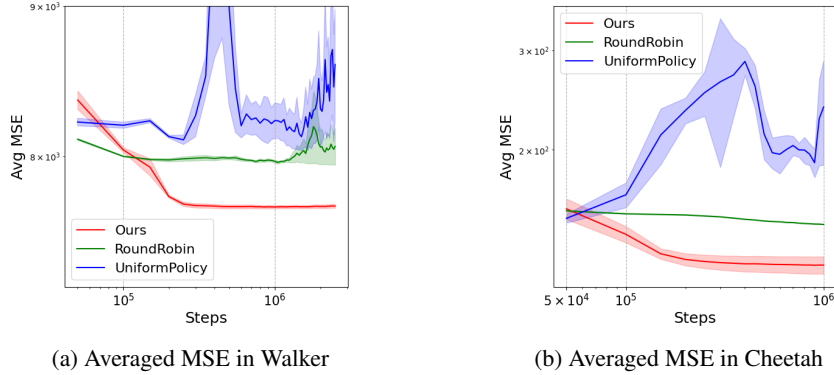 9 × 10³
8 × 10³
Avg MSE
Ours
RoundRobin
UniformPolicy
10⁵
10⁶
Steps
(a) Averaged MSE in Walker
3 × 10²
2 × 10²
Avg MSE
Ours
RoundRobin
UniformPolicy
5 × 10⁴
10⁵
10⁶
Steps
(b) Averaged MSE in Cheetah